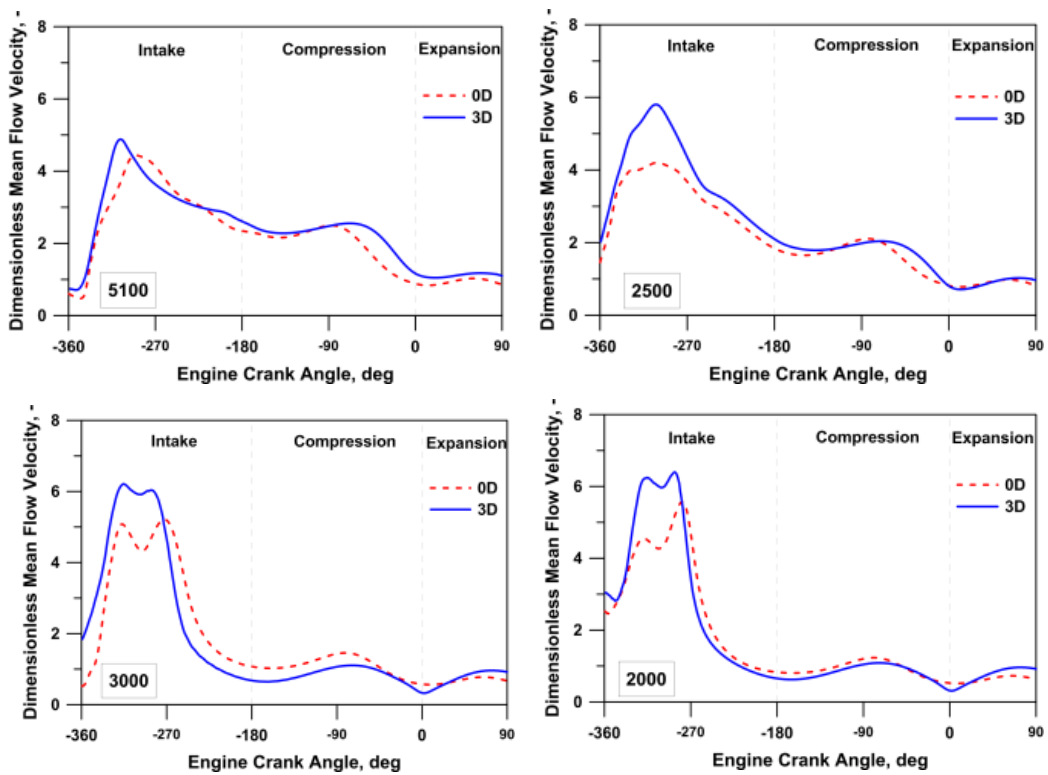 Dimensionless Mean Flow Velocity, -
8
6
4
2
0
Intake
Compression
Expansion
0D
3D
5100
-360
-270
-180
-90
0
90
Engine Crank Angle, deg
Dimensionless Mean Flow Velocity, -
8
6
4
2
0
Intake
Compression
Expansion
0D
3D
2500
-360
-270
-180
-90
0
90
Engine Crank Angle, deg
Dimensionless Mean Flow Velocity, -
8
6
4
2
0
Intake
Compression
Expansion
0D
3D
3000
-360
-270
-180
-90
0
90
Engine Crank Angle, deg
Dimensionless Mean Flow Velocity, -
8
6
4
2
0
Intake
Compression
Expansion
0D
3D
2000
-360
-270
-180
-90
0
90
Engine Crank Angle, deg